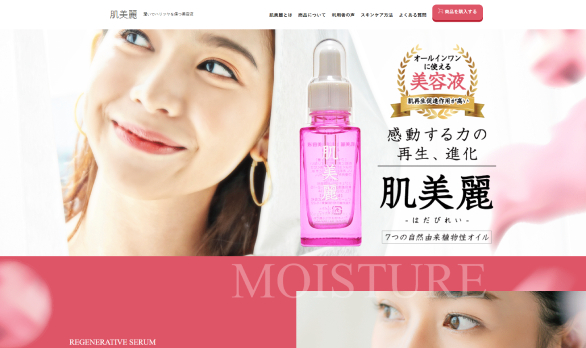 肌美麗
潤いとハリツヤを保つ美容液
肌美麗とは 商品について 利用者の声 スキンケア方法 よくある質問 商品を購入する
オールインワン
に使える
美容液
肌再生促進作用が高い
感動する力の
再生、進化
肌美麗
-はだびれい-
7つの自然由来植物性オイル
肌
美
麗
MOISTURE
REGENERATIVE SERUM